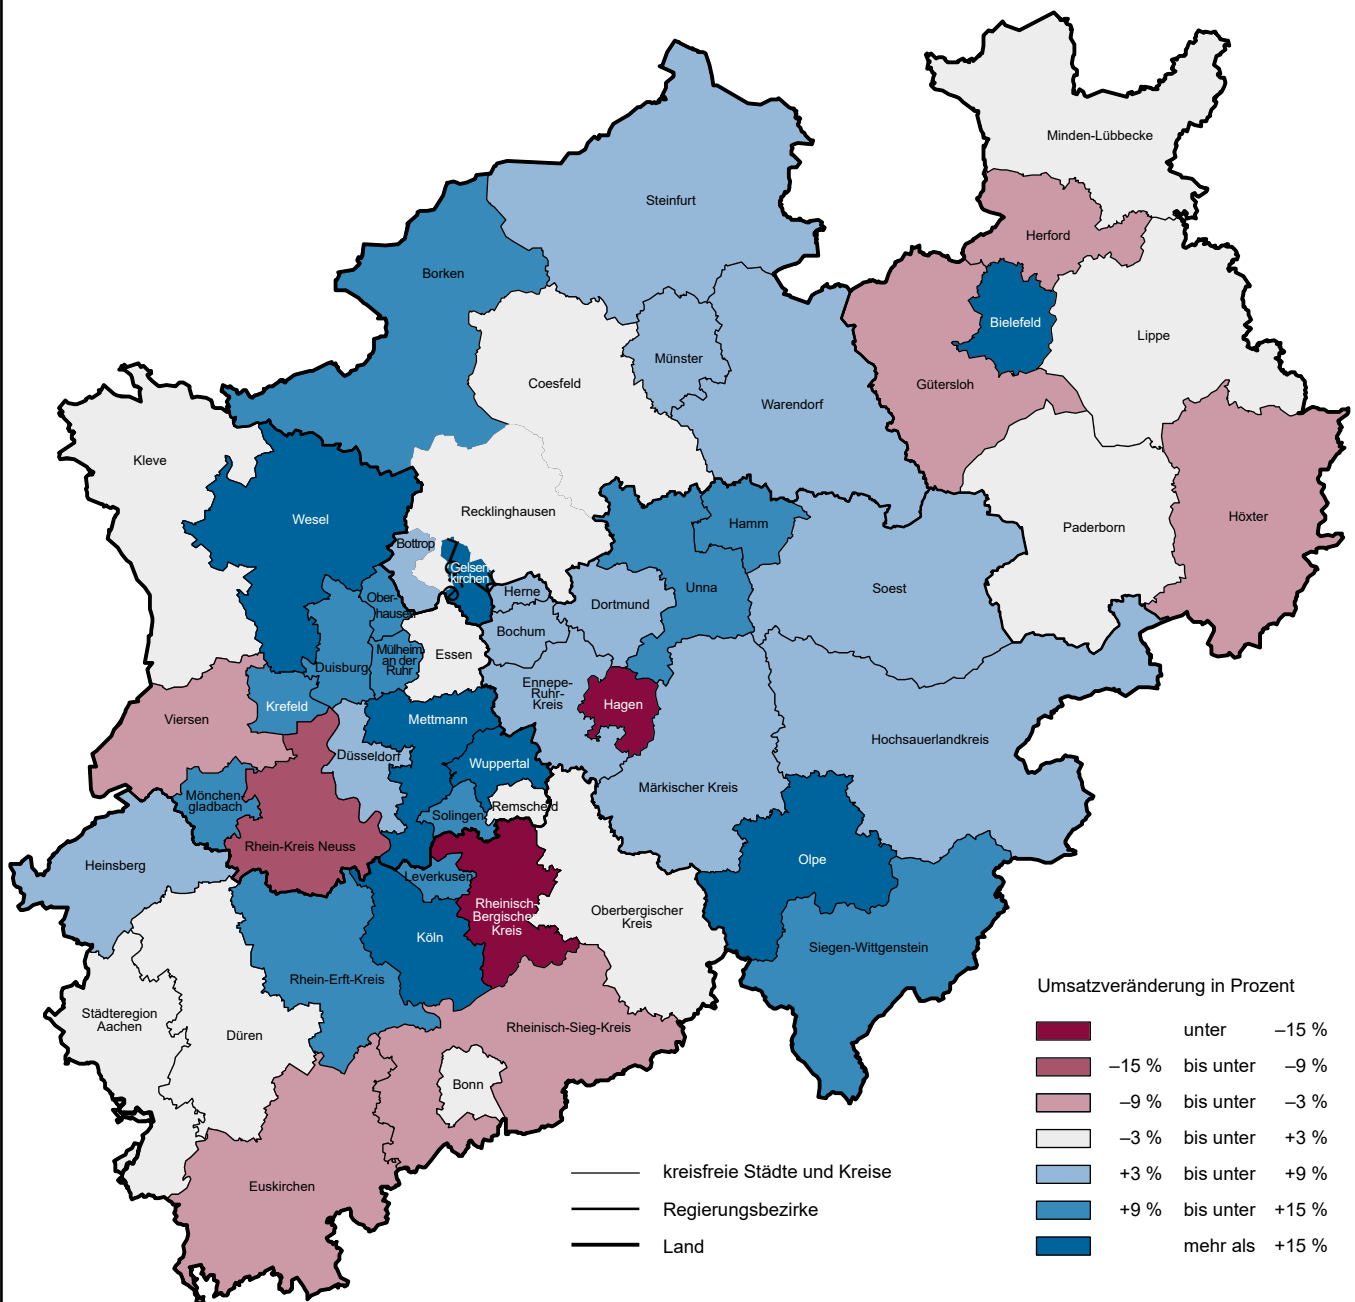 Minden-Lübbecke
Steinfurt
Herford
Borken
Bielefeld
Lippe
Münster
Coesfeld
Gütersloh
Warendorf
Kleve
Recklinghausen
Wesel
Höxter
Hamm
Paderborn
Bottrop
Gelsen
kirchen
Unna
Soest
Herne
Ober-
hausen
Dortmund
Bochum
Essen
Mülheim
an der
Ruhr
Duisburg
Ennepe-
Ruhr-
Kreis
Hagen
Krefeld
Viersen
Mettmann
Hochsauerlandkreis
Düsseldorf
Wuppertal
Märkischer Kreis
Mönchen-
gladbach
Remscheid
Solingen
Rhein-Kreis Neuss
Heinsberg
Olpe
Leverkusen
Rheinisch-
Bergischer
Kreis
Oberbergischer
Kreis
Köln
Siegen-Wittgenstein
Rhein-Erft-Kreis
Städteregion
Aachen
Düren
Rheinisch-Sieg-Kreis
Bonn
Euskirchen
Umsatzveränderung in Prozent
unter –15 %
–15 % bis unter –9 %
–9 % bis unter –3 %
–3 % bis unter +3 %
+3 % bis unter +9 %
+9 % bis unter +15 %
mehr als +15 %
kreisfreie Städte und Kreise
Regierungsbezirke
Land